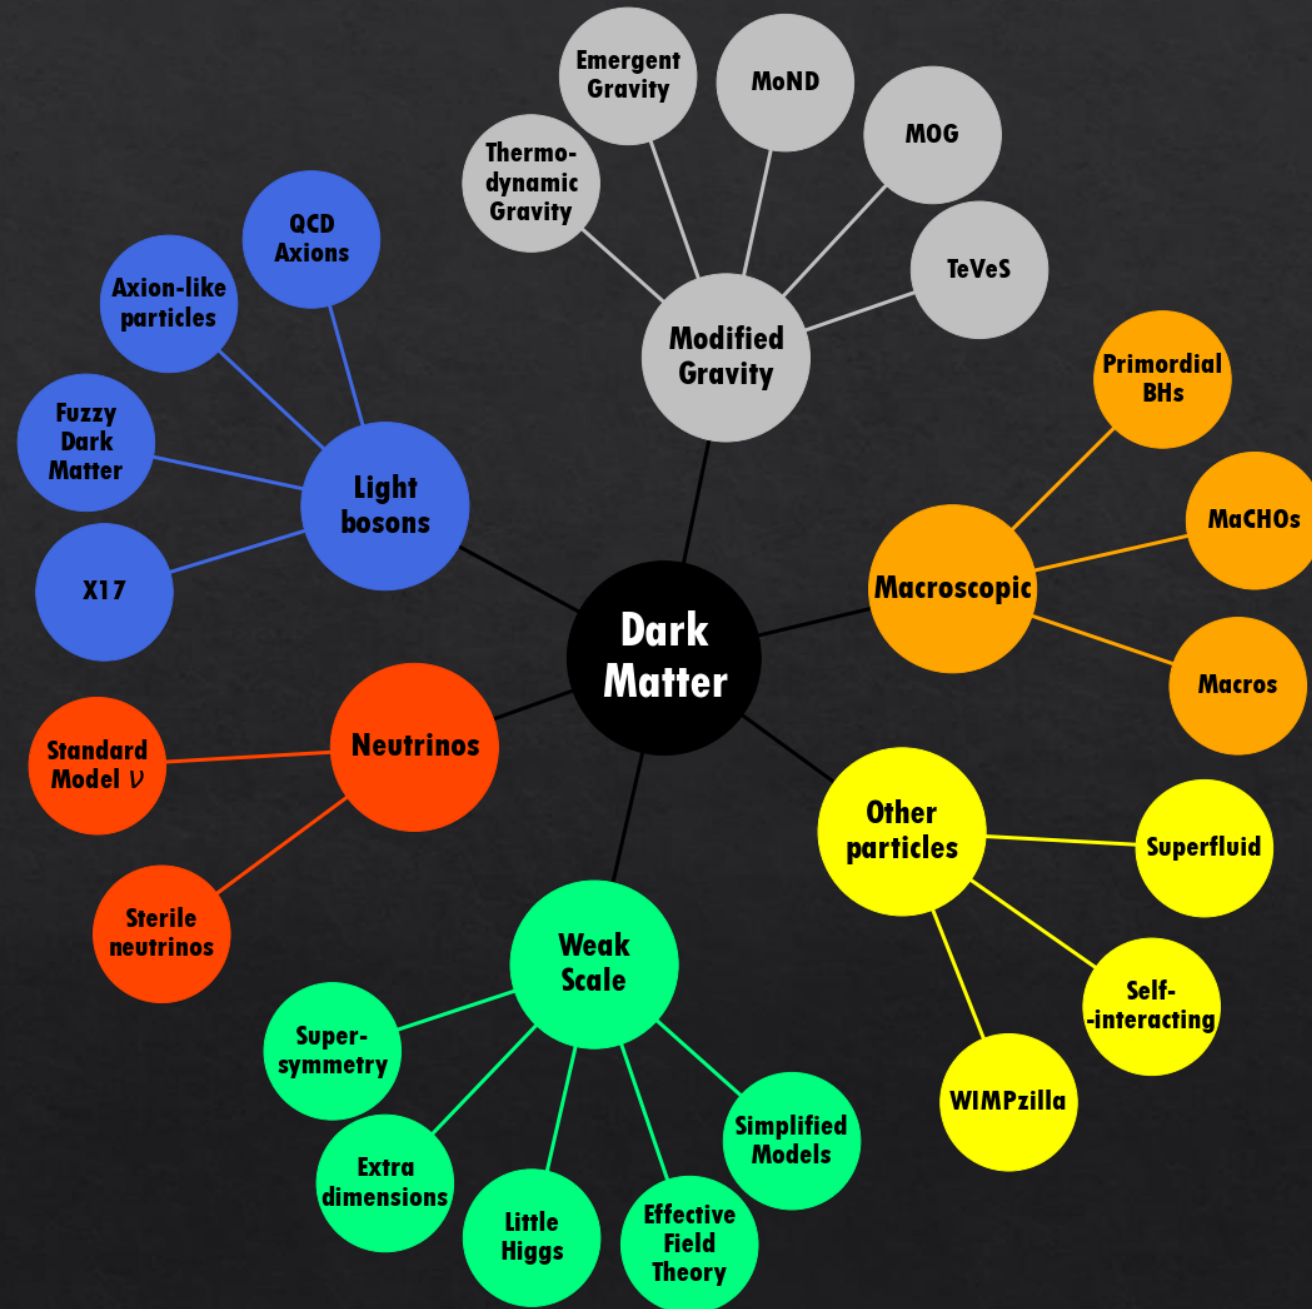 Emergent
Gravity
MoND
MOG
Thermo-
dynamic
Gravity
TeVeS
Modified
Gravity
QCD
Axions
Axion-like
particles
Fuzzy
Dark
Matter
X17
Light
bosons
Primordial
BHs
MaCHOs
Macroscopic
Macros
Dark
Matter
Neutrinos
Standard
Model ν
Sterile
neutrinos
Other
particles
Superfluid
Self-
-interacting
WIMPzilla
Weak
Scale
Super-
symmetry
Extra
dimensions
Little
Higgs
Effective
Field
Theory
Simplified
Models